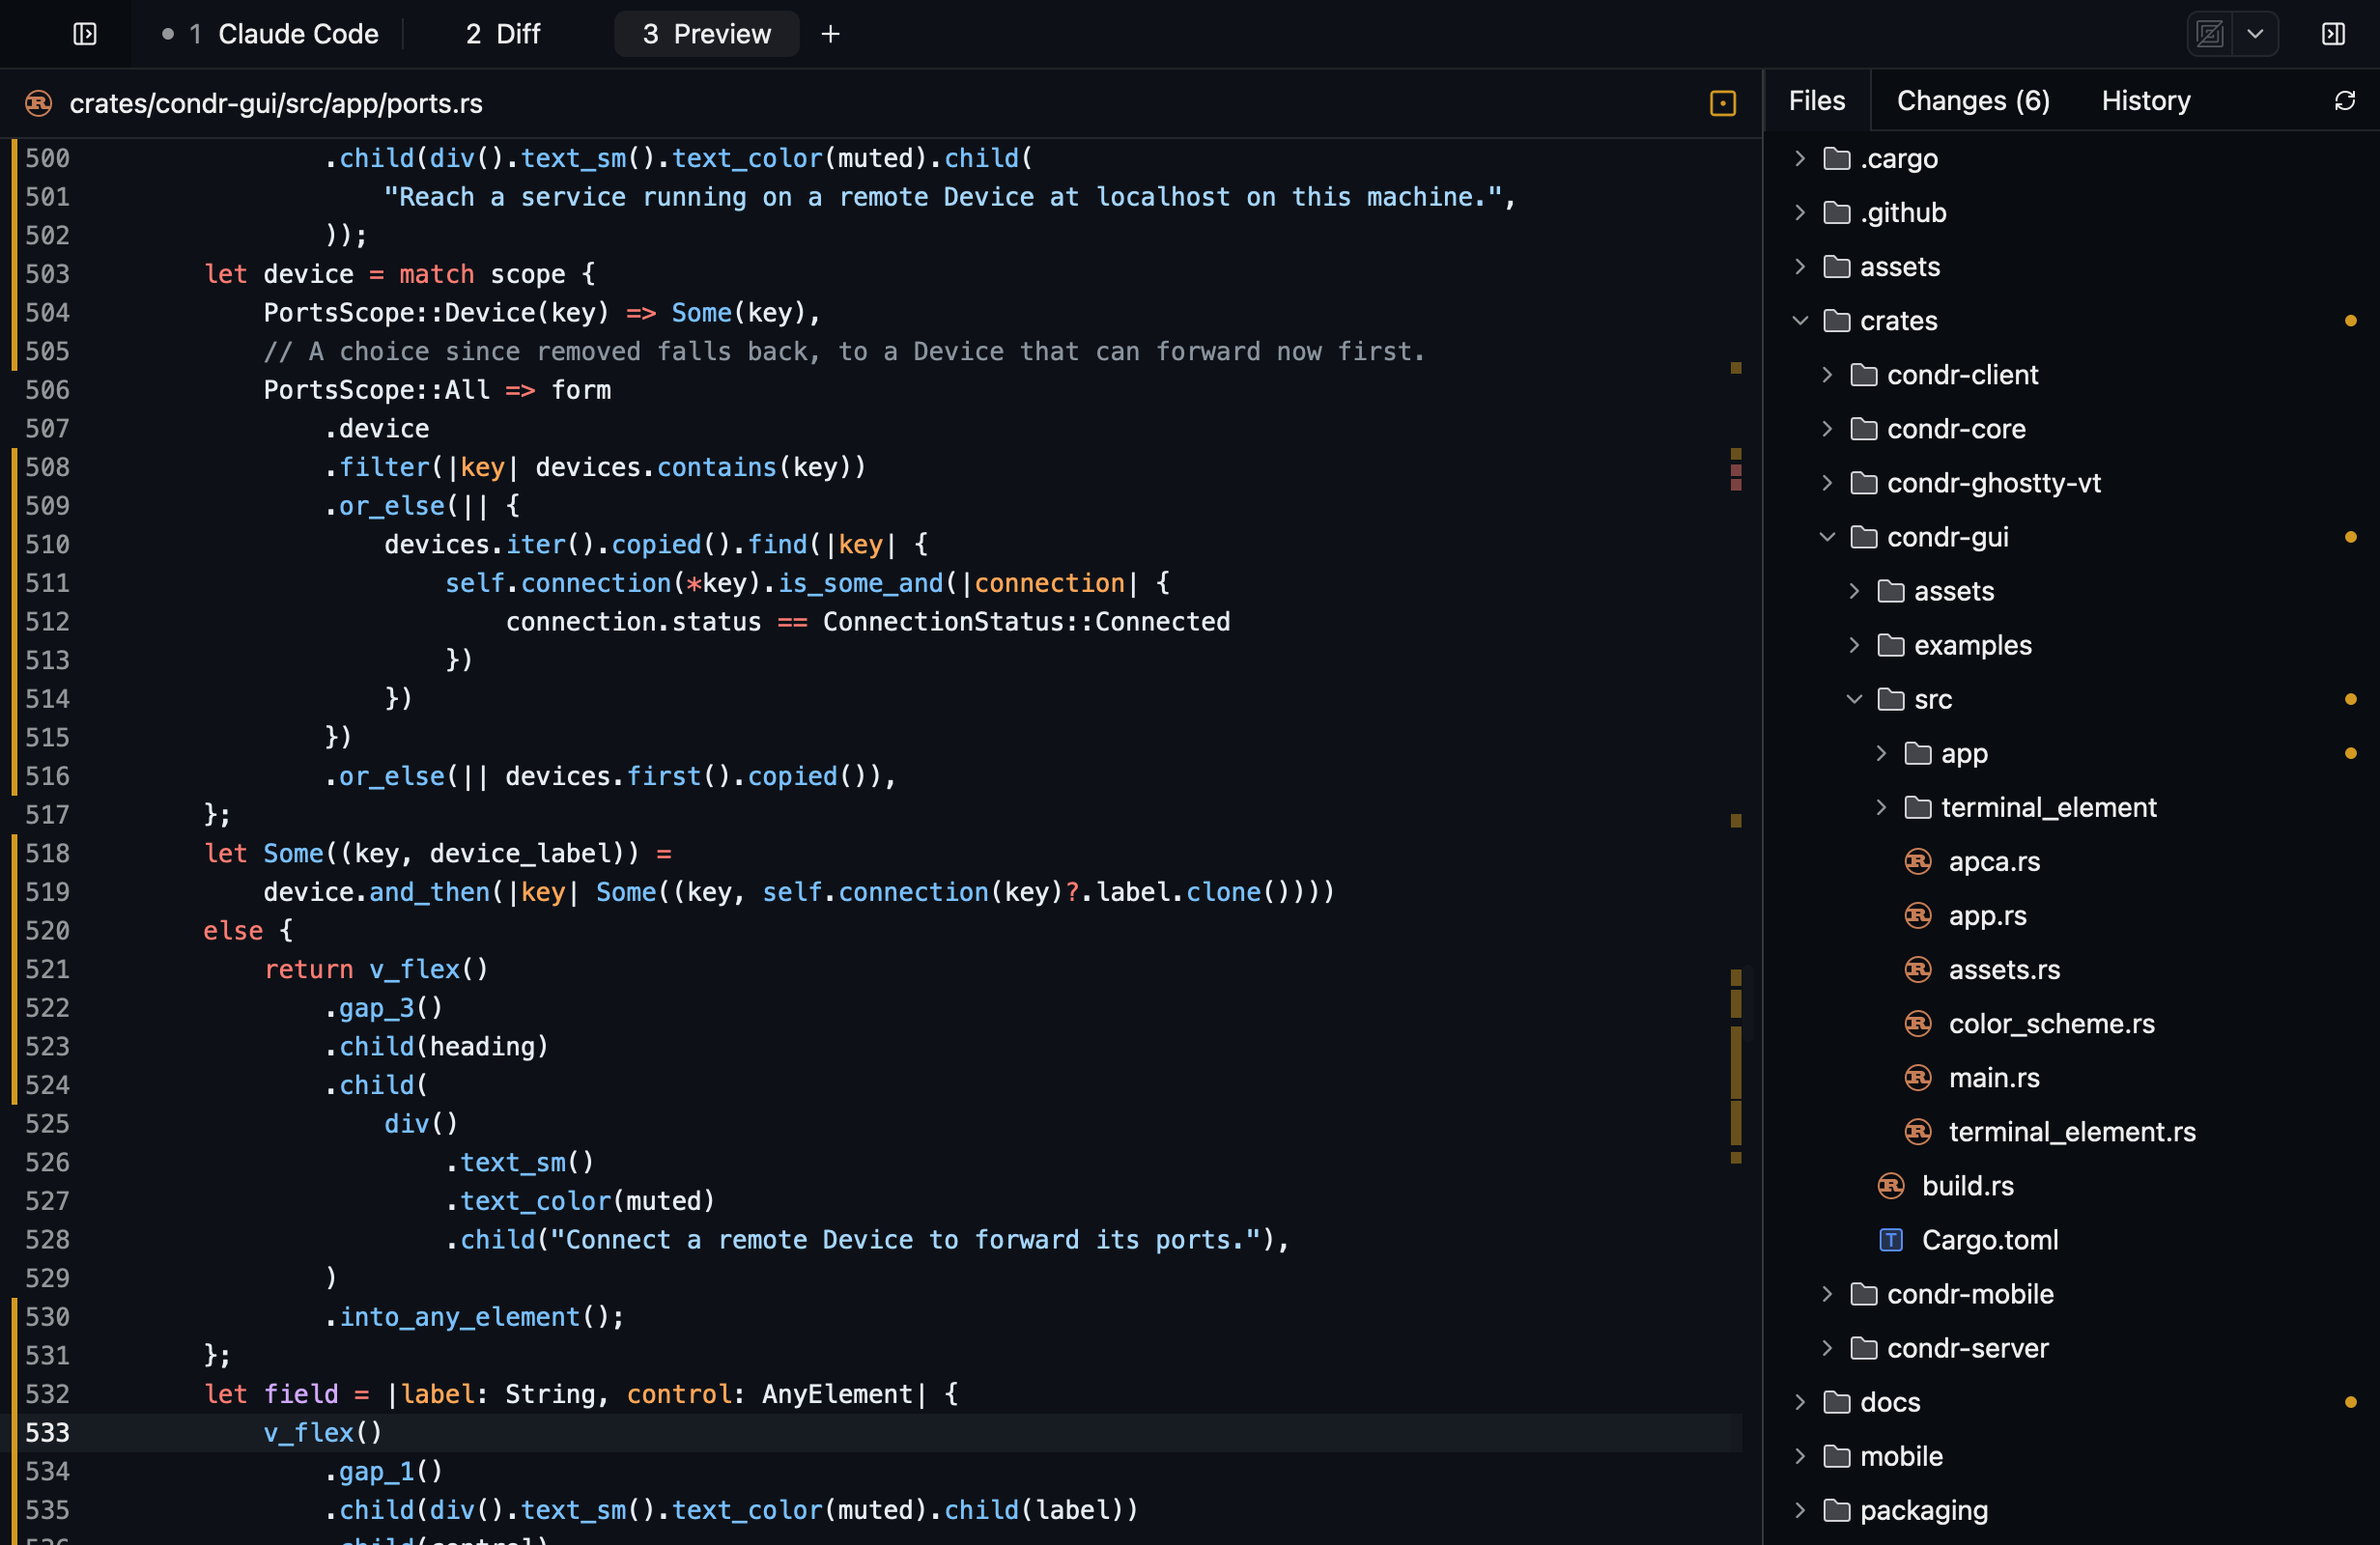 1 Claude Code
2 Diff
3 Preview
crates/condr-gui/src/app/ports.rs
500 .child(div().text_sm().text_color(muted).child(
501 "Reach a service running on a remote Device at localhost on this machine.",
502 ));
503 let device = match scope {
504 PortsScope::Device(key) => Some(key),
505 // A choice since removed falls back, to a Device that can forward now first.
506 PortsScope::All => form
507 .device
508 .filter(|key| devices.contains(key))
509 .or_else(|| {
510 devices.iter().copied().find(|key| {
511 self.connection(*key).is_some_and(|connection| {
512 connection.status == ConnectionStatus::Connected
513 })
514 })
515 })
516 .or_else(|| devices.first().copied()),
517 };
518 let Some((key, device_label)) =
519 device.and_then(|key| Some((key, self.connection(key)?.label.clone())))
520 else {
521 return v_flex()
522 .gap_3()
523 .child(heading)
524 .child(
525 div()
526 .text_sm()
527 .text_color(muted)
528 .child("Connect a remote Device to forward its ports."),
529 )
530 .into_any_element();
531 };
532 let field = |label: String, control: AnyElement| {
533 v_flex()
534 .gap_1()
535 .child(div().text_sm().text_color(muted).child(label))
Files
Changes (6)
History
.cargo
.github
assets
crates
condr-client
condr-core
condr-ghostty-vt
condr-gui
assets
examples
src
app
terminal_element
apca.rs
app.rs
assets.rs
color_scheme.rs
main.rs
terminal_element.rs
build.rs
T Cargo.toml
condr-mobile
condr-server
docs
mobile
packaging